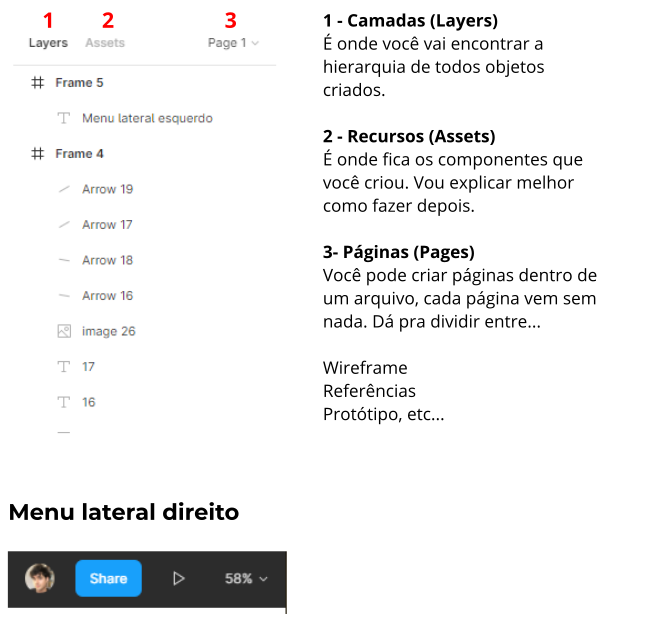 1 2 3
Layers Assets Page 1
Frame 5
Menu lateral esquerdo
Frame 4
Arrow 19
Arrow 17
Arrow 18
Arrow 16
image 26
17
16
1 - Camadas (Layers)
É onde você vai encontrar a
hierarquia de todos objetos
criados.
2 - Recursos (Assets)
É onde fica os componentes que
você criou. Vou explicar melhor
como fazer depois.
3- Páginas (Pages)
Você pode criar páginas dentro de
um arquivo, cada página vem sem
nada. Dá pra dividir entre...
Wireframe
Referências
Protótipo, etc...
Menu lateral direito
Share 58%